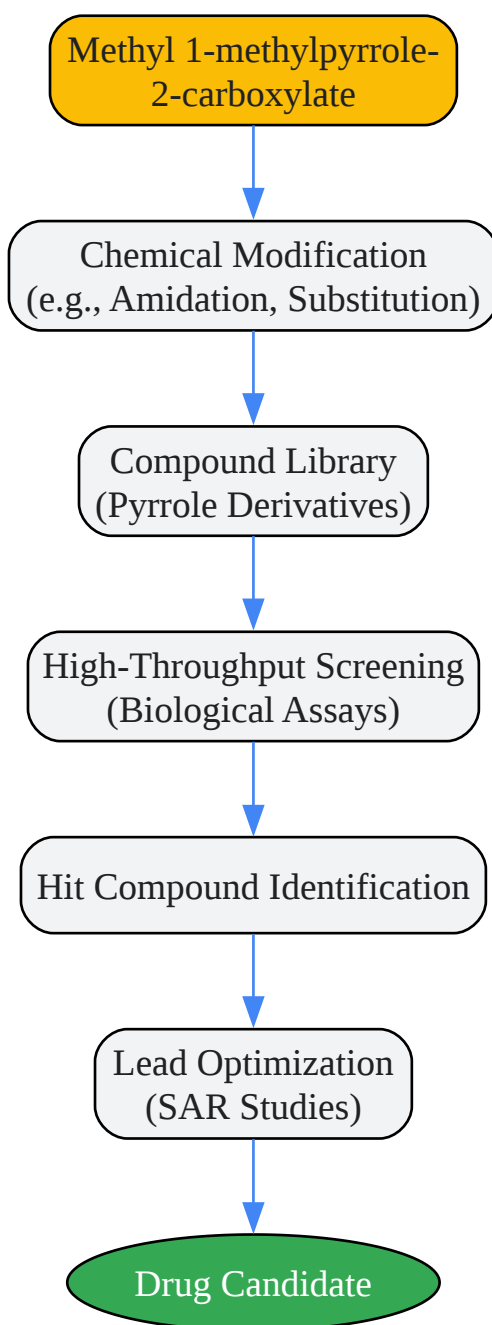 Methyl 1-methylpyrrole-
2-carboxylate
Chemical Modification
(e.g., Amidation, Substitution)
Compound Library
(Pyrrole Derivatives)
High-Throughput Screening
(Biological Assays)
Hit Compound Identification
Lead Optimization
(SAR Studies)
Drug Candidate